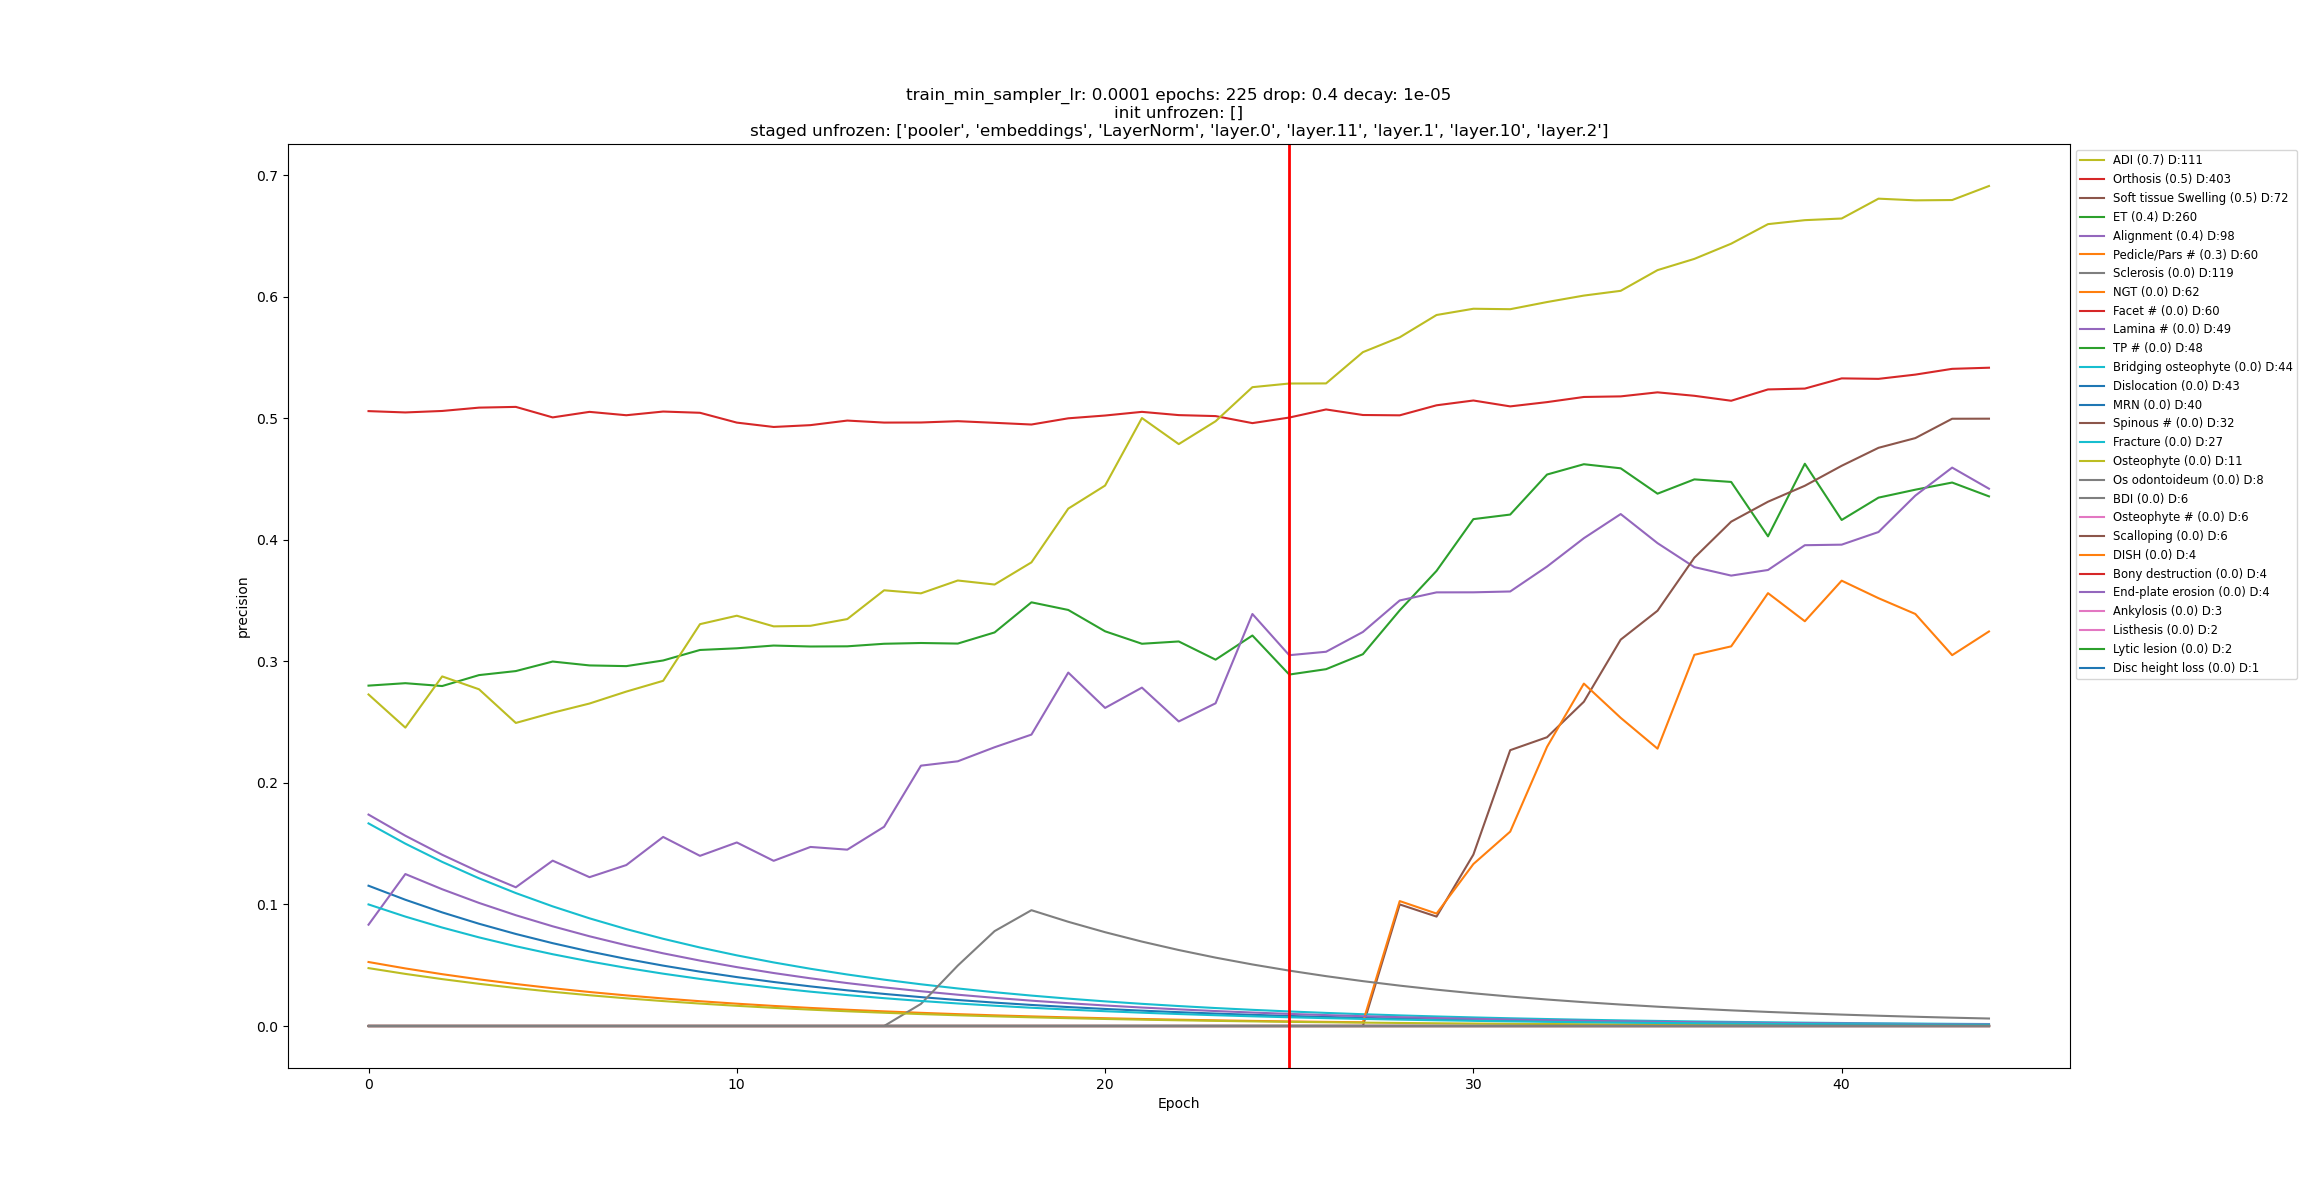 train_min_sampler_lr: 0.0001 epochs: 225 drop: 0.4 decay: 1e-05
init unfrozen: []
staged unfrozen: ['pooler', 'embeddings', 'LayerNorm', 'layer.0', 'layer.11', 'layer.1', 'layer.10', 'layer.2']
0.7
0.6
0.5
0.4
0.3
0.2
0.1
0.0
precision
0
10
20
30
40
Epoch
ADI (0.7) D:111
Orthosis (0.5) D:403
Soft tissue Swelling (0.5) D:72
ET (0.4) D:260
Alignment (0.4) D:98
Pedicle/Pars # (0.3) D:60
Sclerosis (0.0) D:119
NGT (0.0) D:62
Facet # (0.0) D:60
Lamina # (0.0) D:49
TP # (0.0) D:48
Bridging osteophyte (0.0) D:44
Dislocation (0.0) D:43
MRN (0.0) D:40
Spinous # (0.0) D:32
Fracture (0.0) D:27
Osteophyte (0.0) D:11
Os odontoideum (0.0) D:8
BDI (0.0) D:6
Osteophyte # (0.0) D:6
Scalloping (0.0) D:6
DISH (0.0) D:4
Bony destruction (0.0) D:4
End-plate erosion (0.0) D:4
Ankylosis (0.0) D:3
Listhesis (0.0) D:2
Lytic lesion (0.0) D:2
Disc height loss (0.0) D:1